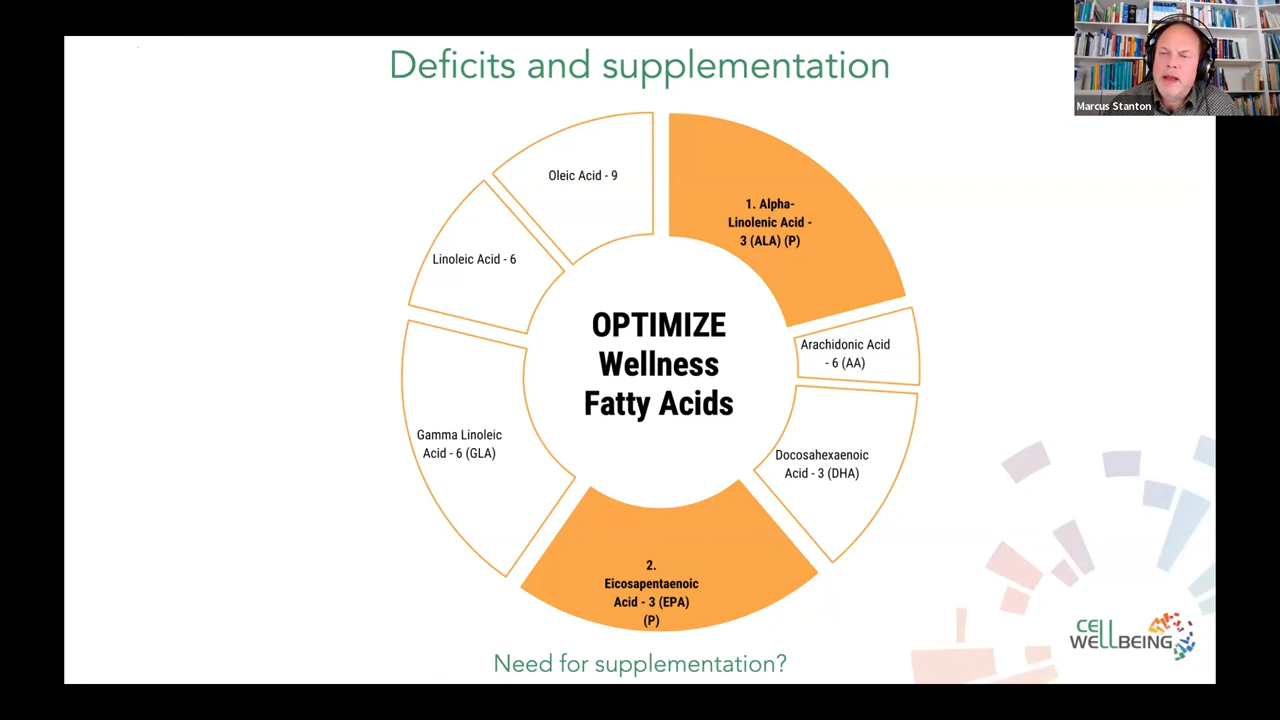 Deficits and supplementation
Marcus Stanton
Oleic Acid - 9
1. Alpha-
Linolenic Acid -
3 (ALA) (P)
Linoleic Acid - 6
OPTIMIZE
Wellness
Fatty Acids
Arachidonic Acid
- 6 (AA)
Gamma Linoleic
Acid - 6 (GLA)
Docosahexaenoic
Acid - 3 (DHA)
2.
Eicosapentaenoic
Acid - 3 (EPA)
(P)
CELL
WELLBEING
Need for supplementation?